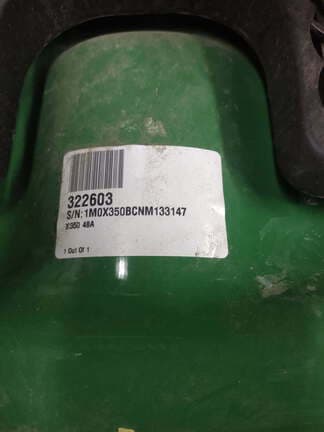 322603
S/N:1M0X350BCNM133147
X350 48A
1 Out Of 1